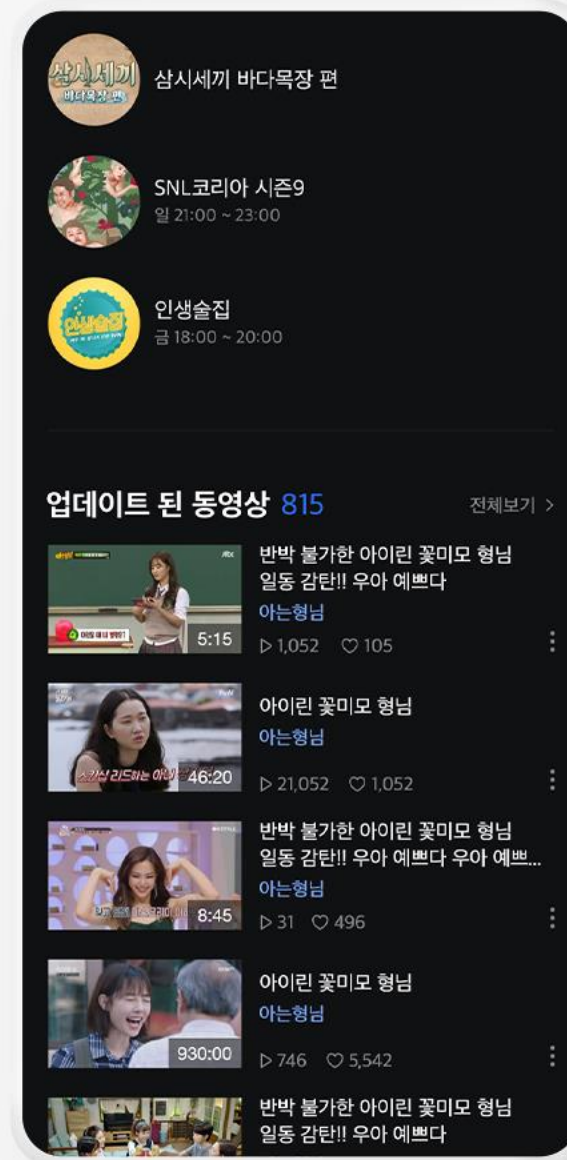 삼시세끼
바다목장 편
삼시세끼 바다목장 편
SNL코리아 시즌9
일 21:00 ~ 23:00
인생술집
인생술집
금 18:00 ~ 20:00
업데이트 된 동영상 815
전체보기 >
5:15
반박 불가한 아이린 꽃미모 형님
일동 감탄!! 우아 예쁘다
아는형님
1,052 105
46:20
아이린 꽃미모 형님
아는형님
21,052 1,052
8:45
반박 불가한 아이린 꽃미모 형님
일동 감탄!! 우아 예쁘다 우아 예쁘...
아는형님
31 496
930:00
아이린 꽃미모 형님
아는형님
746 5,542
반박 불가한 아이린 꽃미모 형님
일동 감탄!! 우아 예쁘다